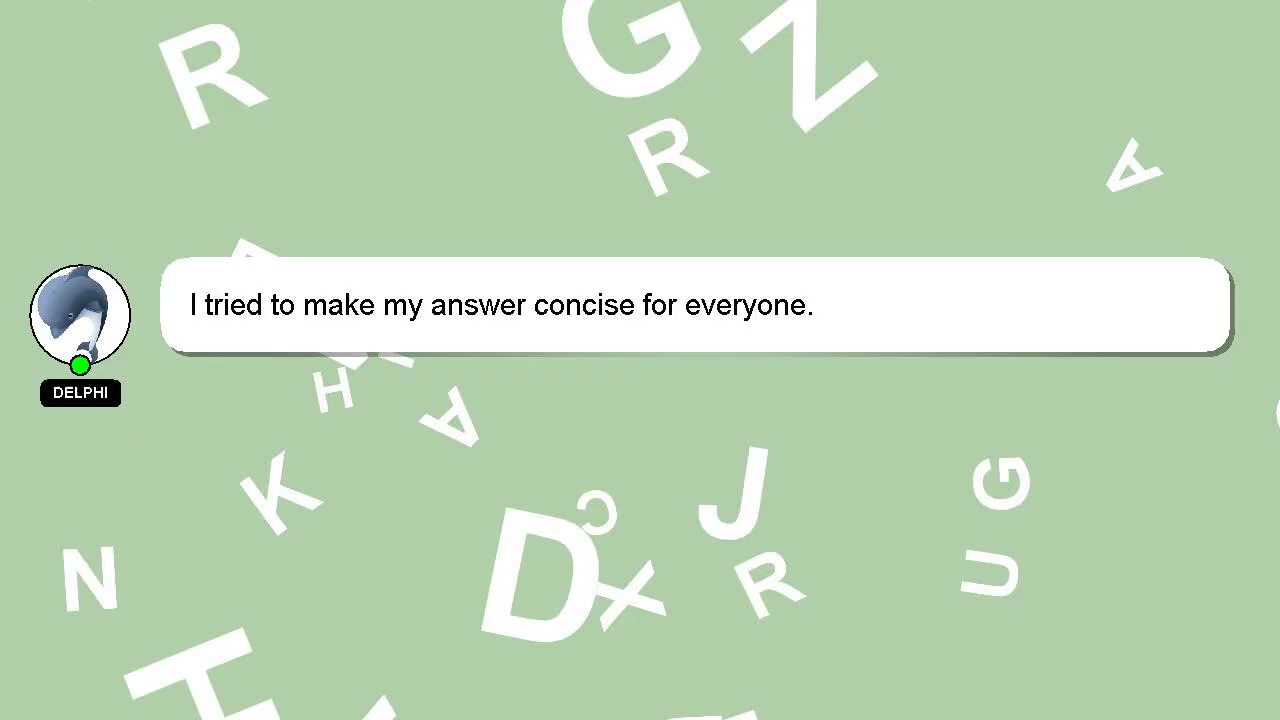 R
G
Z
R
A
I tried to make my answer concise for everyone.
DELPHI
H
A
K
J
G
C
D
N
X
R
U